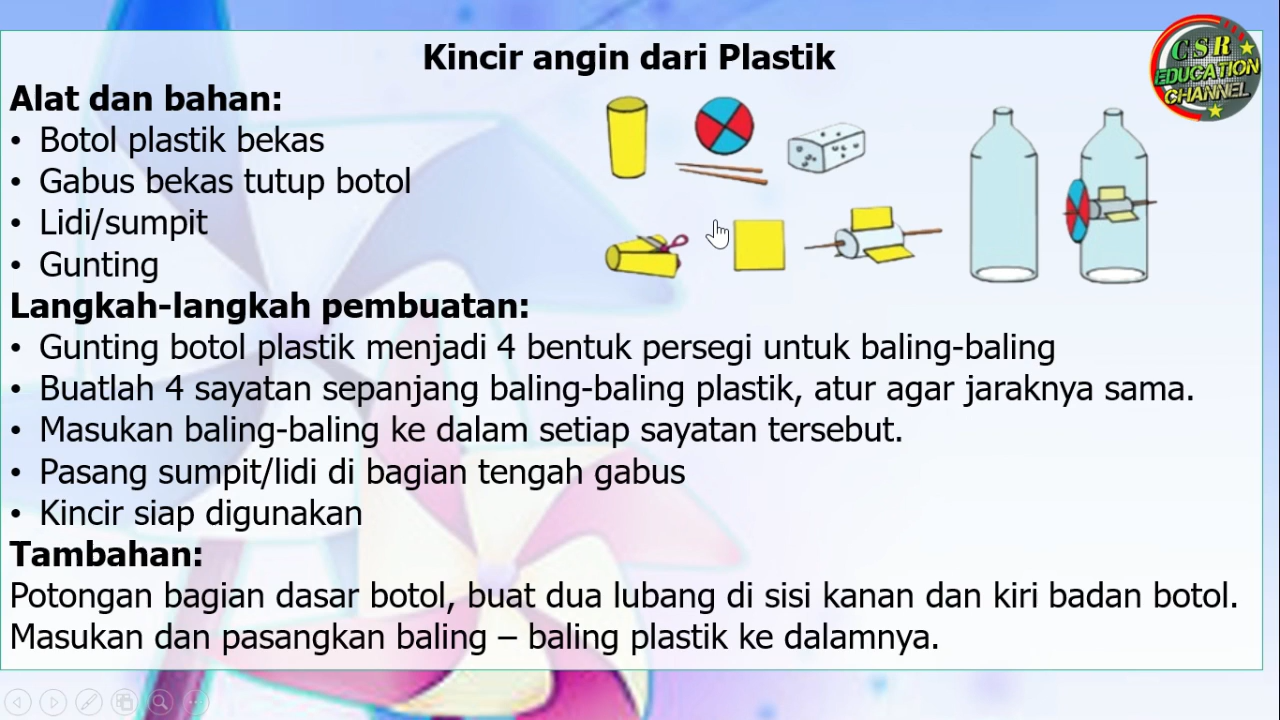 Kincir angin dari Plastik
CSR
EDUCATION
CHANNEL
Alat dan bahan:
• Botol plastik bekas
• Gabus bekas tutup botol
• Lidi/sumpit
• Gunting
Langkah-langkah pembuatan:
• Gunting botol plastik menjadi 4 bentuk persegi untuk baling-baling
• Buatlah 4 sayatan sepanjang baling-baling plastik, atur agar jaraknya sama.
• Masukan baling-baling ke dalam setiap sayatan tersebut.
• Pasang sumpit/lidi di bagian tengah gabus
• Kincir siap digunakan
Tambahan:
Potongan bagian dasar botol, buat dua lubang di sisi kanan dan kiri badan botol.
Masukan dan pasangkan baling – baling plastik ke dalamnya.